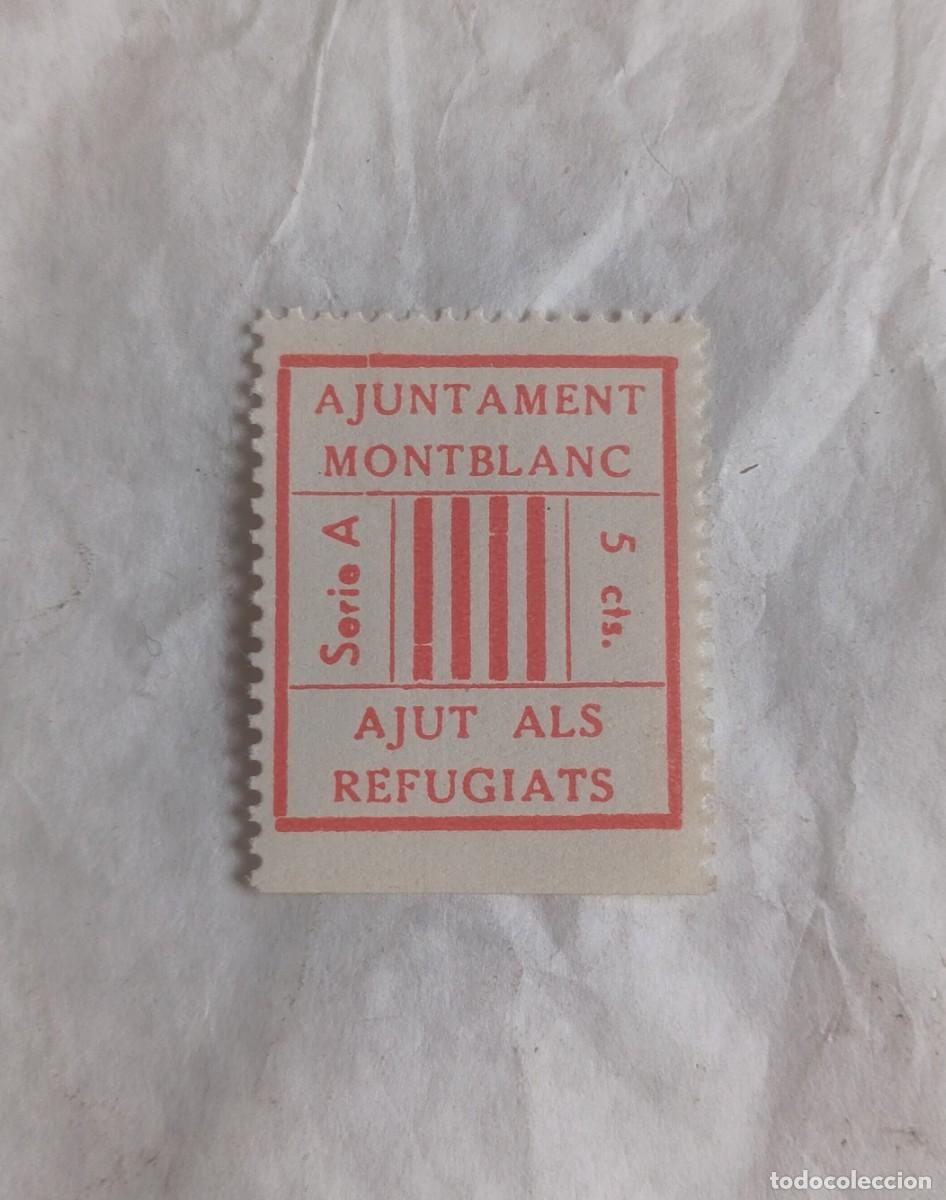 AJUNTAMENT
MONTBLANC
Serie A
5 cts.
AJUT ALS
REFUGIATS
todocoleccion